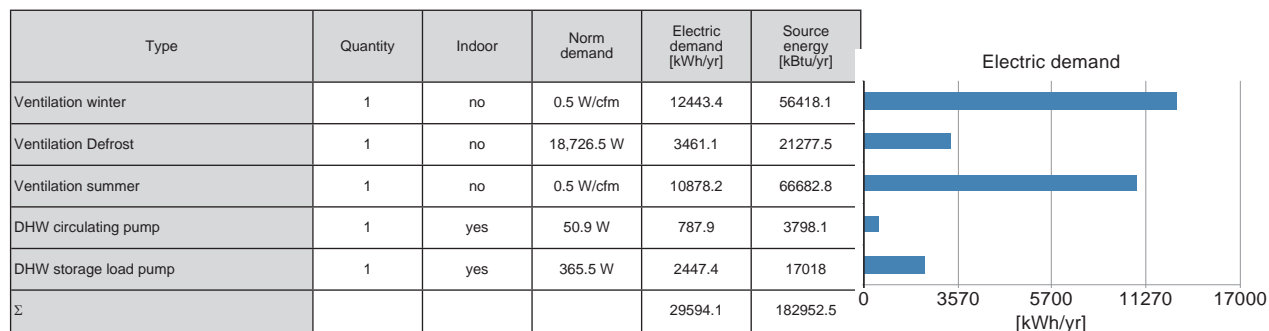 Type Quantity Indoor Norm demand Electric demand [kWh/yr] Source energy [kBtu/yr]
Ventilation winter 1 no 0.5 W/cfm 12443.4 56418.1
Ventilation Defrost 1 no 18,726.5 W 3461.1 21277.5
Ventilation summer 1 no 0.5 W/cfm 10878.2 66682.8
DHW circulating pump 1 yes 50.9 W 787.9 3798.1
DHW storage load pump 1 yes 365.5 W 2447.4 17018
Σ 29594.1 182952.5
Electric demand
0 3570 5700 11270 17000
[kWh/yr]